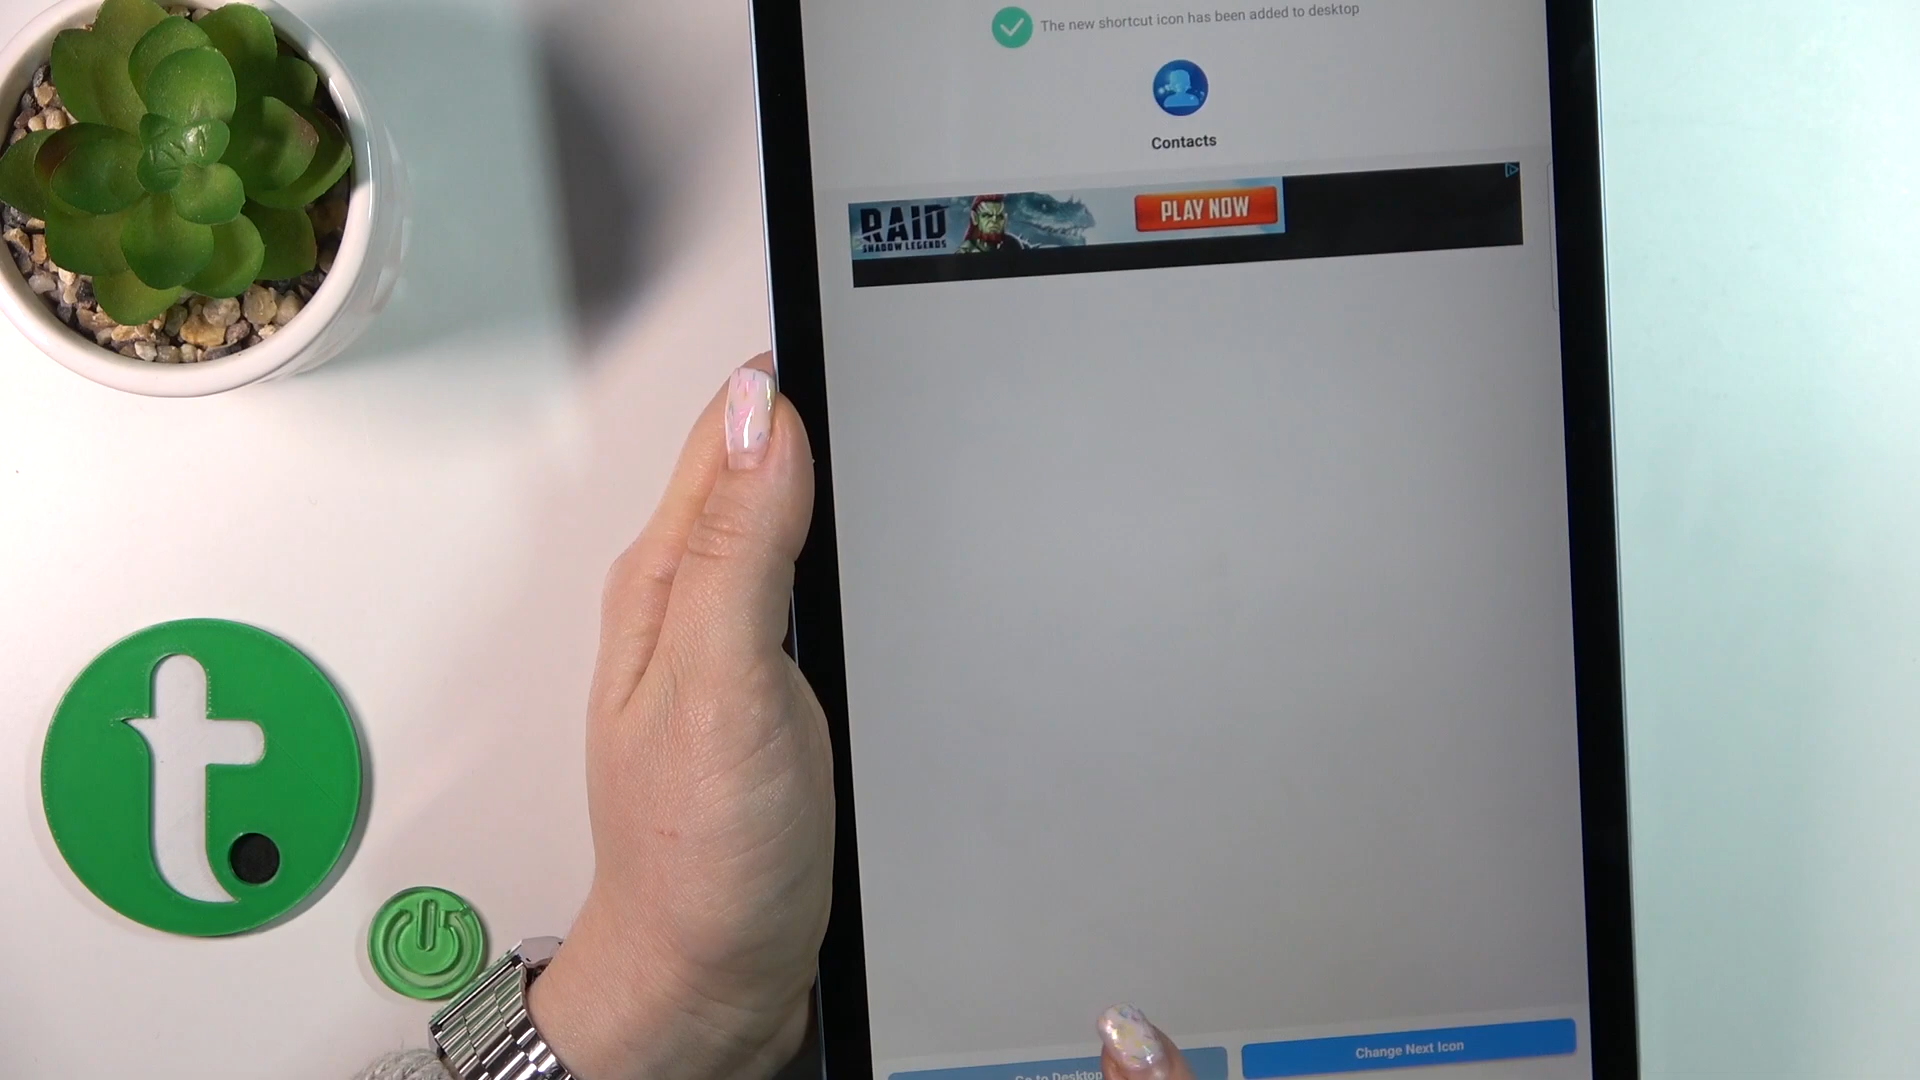 The new shortcut icon has been added to desktop
Contacts
RAID
SHADOW LEGENDS
PLAY NOW
t.
Go to Desktop
Change Next Icon